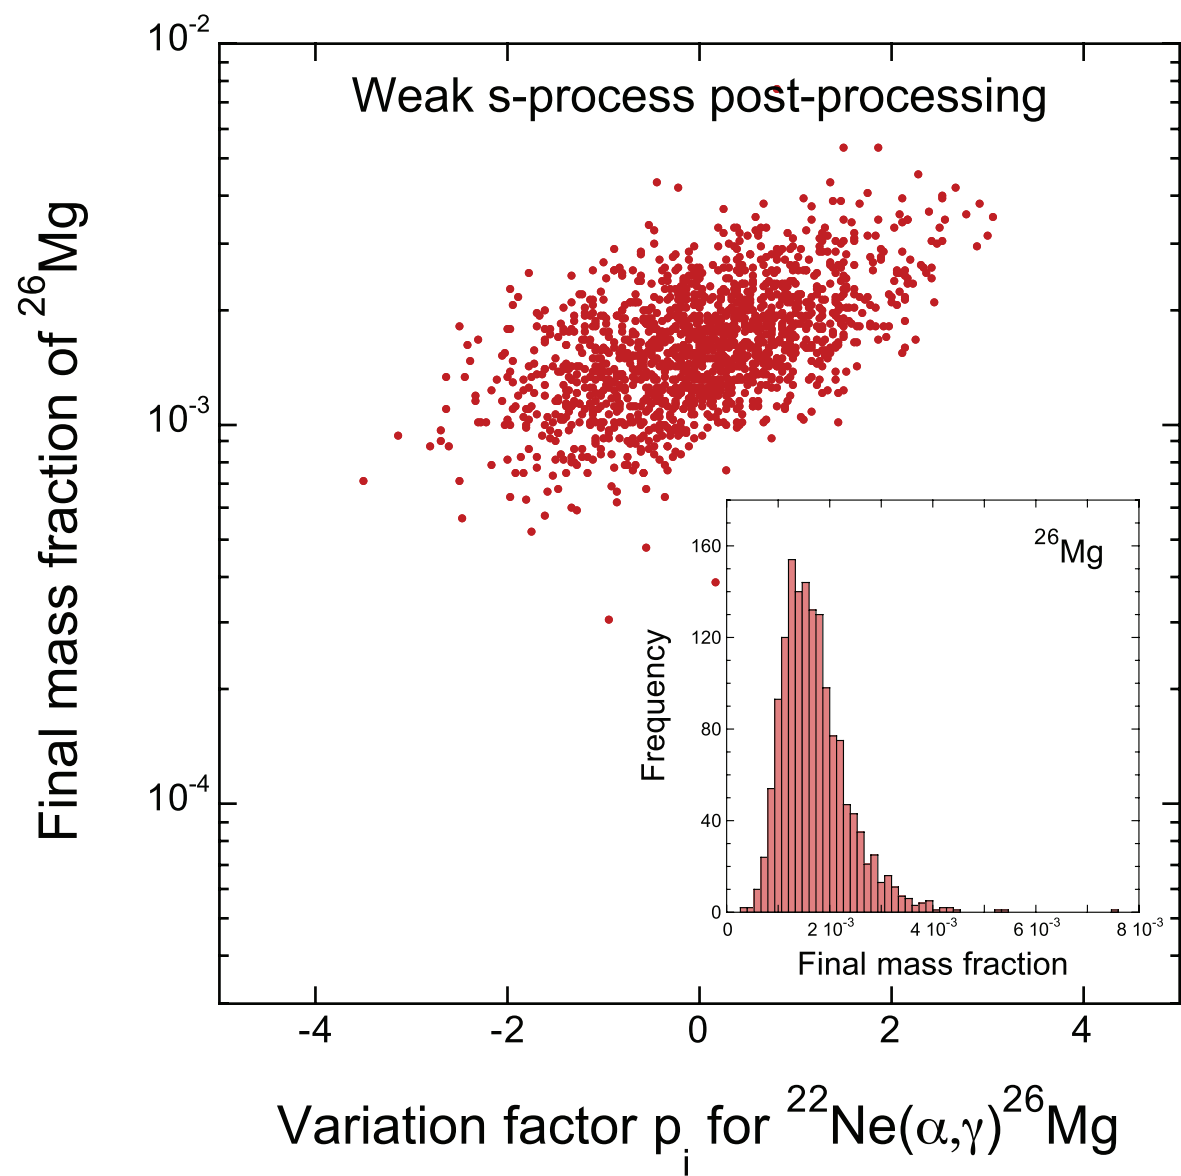 Weak s-process post-processing
Final mass fraction of ²⁶Mg
10⁻²
10⁻³
10⁻⁴
-4 -2 0 2 4
Variation factor pᵢ for ²²Ne(α,γ)²⁶Mg
²⁶Mg
Frequency
160
120
80
40
0
0 2 10⁻³ 4 10⁻³ 6 10⁻³ 8 10⁻³
Final mass fraction